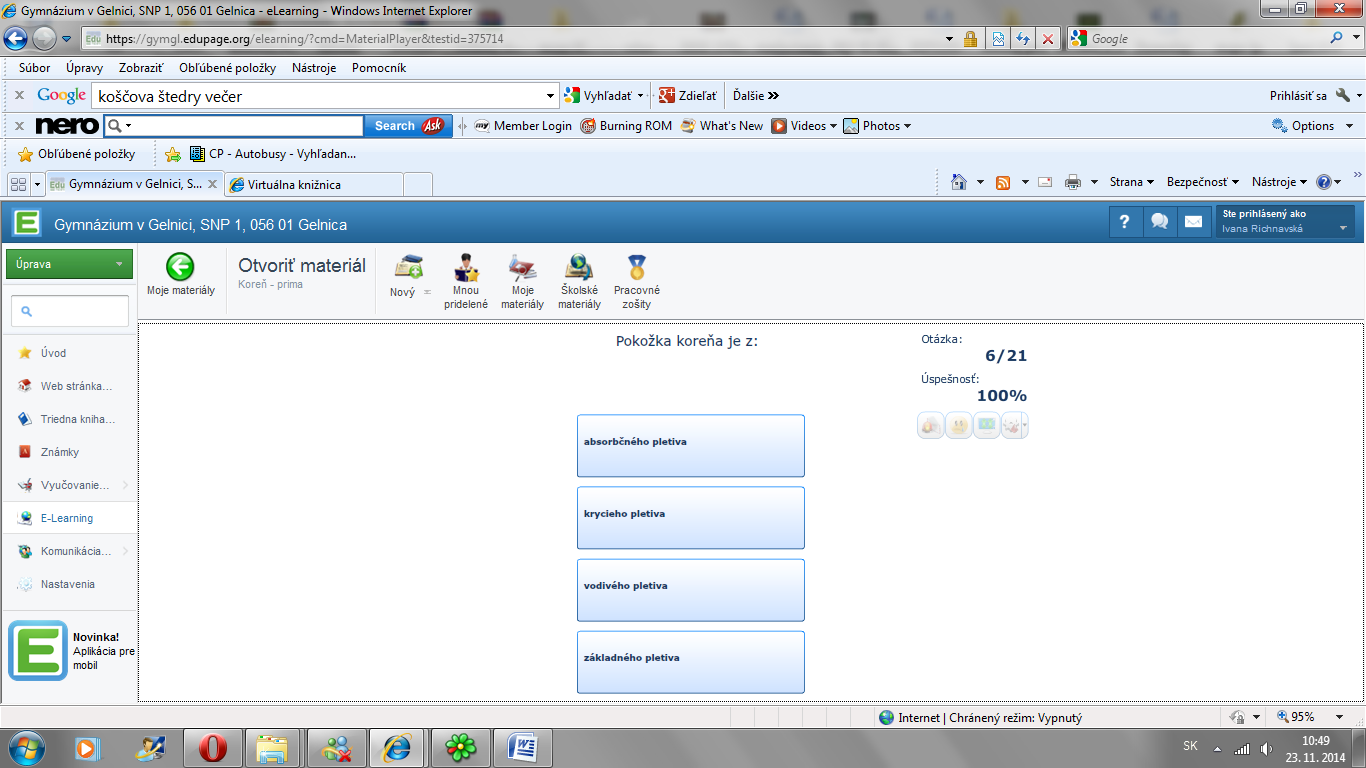 Gymnázium v Gelnici, SNP 1, 056 01 Gelnica - eLearning - Windows Internet Explorer
https://gymgl.edupage.org/elearning/?cmd=MaterialPlayer&testid=375714
Google
Súbor Úpravy Zobraziť Obľúbené položky Nástroje Pomocník
x Google koščova štedry večer Vyhľadať Zdieľať Ďalšie Prihlásiť sa
x nero Search Ask my Member Login Burning ROM What's New Videos Photos Options
Obľúbené položky CP - Autobusy - Vyhľadan...
Edu Gymnázium v Gelnici, S... Virtuálna knižnica Strana Bezpečnosť Nástroje
E Gymnázium v Gelnici, SNP 1, 056 01 Gelnica ? Ste prihlásený ako
Ivana Richnavská
Úprava
Moje materiály
Otvoriť materiál
Koreň - prima
Nový
Mnou pridelené
Moje materiály
Školské materiály
Pracovné zošity
Úvod
Web stránka...
Triedna kniha...
Známky
Vyučovanie...
E-Learning
Komunikácia...
Nastavenia
E Novinka!
Aplikácia pre
mobil
Pokožka koreňa je z:
absorbčného pletiva
krycieho pletiva
vodivého pletiva
základného pletiva
Otázka:
6/21
Úspešnosť:
100%
Internet | Chránený režim: Vypnutý 95%
SK 10:49
23. 11. 2014